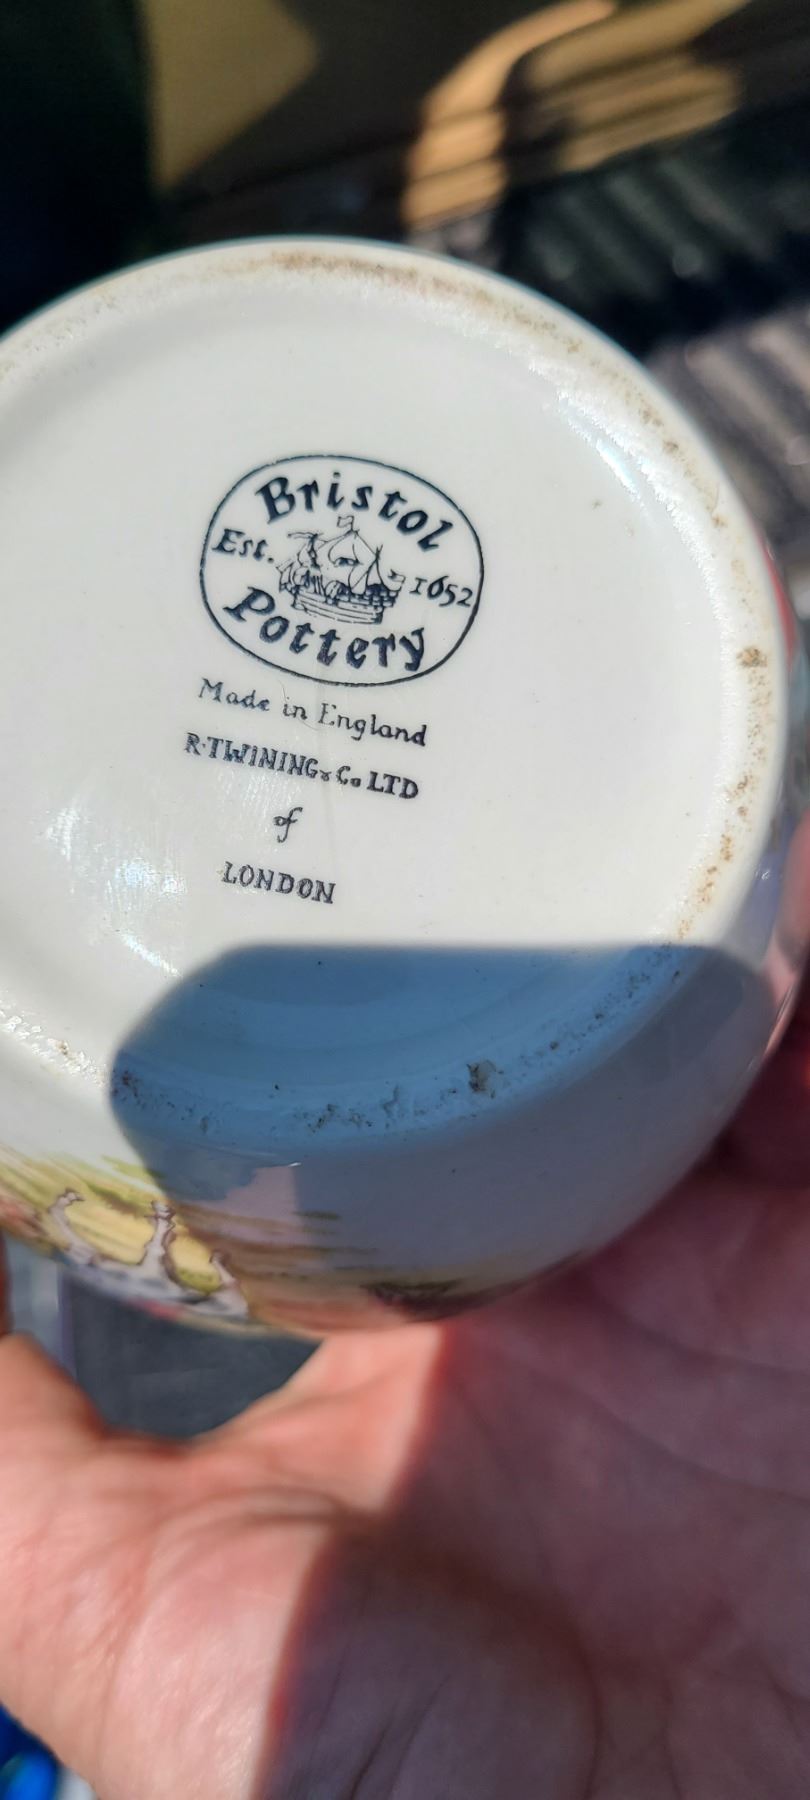 Bristol
Est. 1652
Pottery
Made in England
R·TWINING & Co LTD
of
LONDON